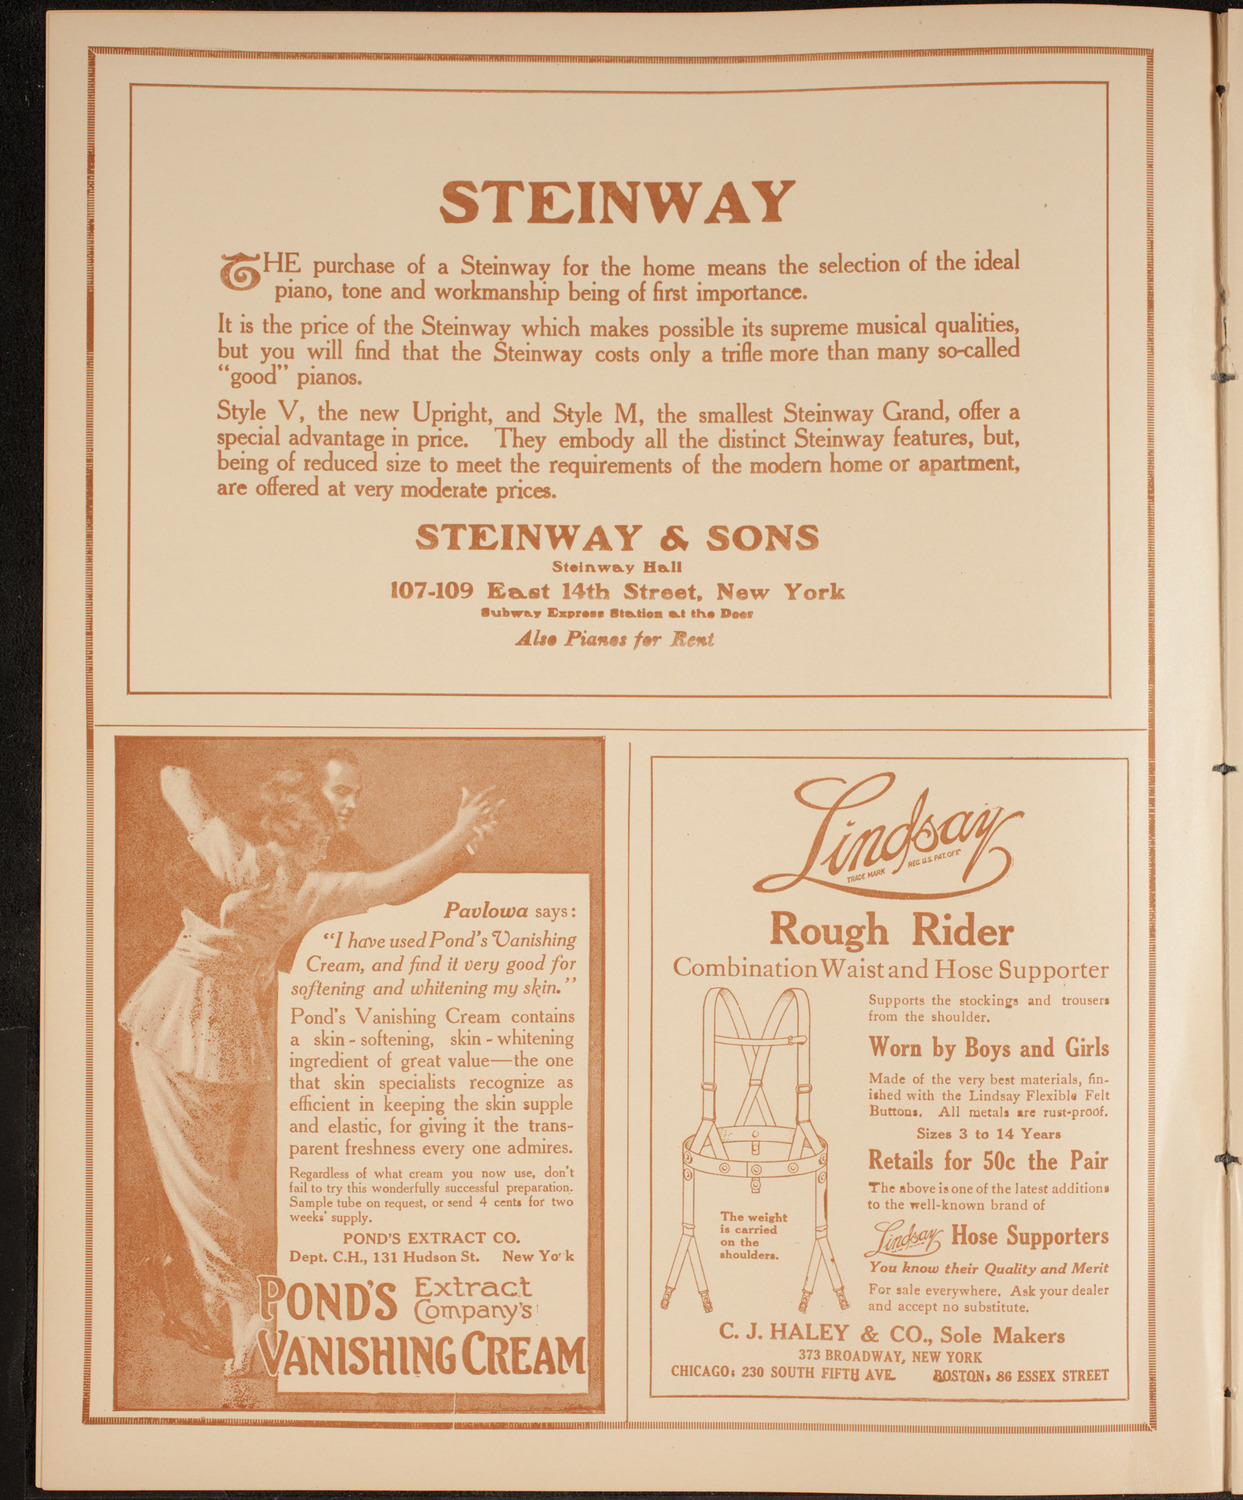 STEINWAY
THE purchase of a Steinway for the home means the selection of the ideal
piano, tone and workmanship being of first importance.
It is the price of the Steinway which makes possible its supreme musical qualities,
but you will find that the Steinway costs only a trifle more than many so-called
"good" pianos.
Style V, the new Upright, and Style M, the smallest Steinway Grand, offer a
special advantage in price. They embody all the distinct Steinway features, but,
being of reduced size to meet the requirements of the modern home or apartment,
are offered at very moderate prices.
STEINWAY & SONS
Steinway Hall
107-109 East 14th Street, New York
Subway Express Station at the Door
Also Pianos for Rent
Pavlowa says:
"I have used Pond's Vanishing
Cream, and find it very good for
softening and whitening my skin."
Pond's Vanishing Cream contains
a skin-softening, skin-whitening
ingredient of great value—the one
that skin specialists recognize as
efficient in keeping the skin supple
and elastic, for giving it the trans-
parent freshness every one admires.
Regardless of what cream you now use, don't
fail to try this wonderfully successful preparation.
Sample tube on request, or send 4 cents for two
weeks' supply.
POND'S EXTRACT CO.
Dept. C.H., 131 Hudson St. New Yo k
POND'S Extract
Company's
VANISHING CREAM
Lindsay
TRADE MARK REG. U.S. PAT. OFF.
Rough Rider
Combination Waist and Hose Supporter
Supports the stockings and trousers
from the shoulder.
Worn by Boys and Girls
Made of the very best materials, fin-
ished with the Lindsay Flexible Felt
Buttons. All metals are rust-proof.
Sizes 3 to 14 Years
Retails for 50c the Pair
The above is one of the latest additions
to the well-known brand of
Lindsay Hose Supporters
You know their Quality and Merit
For sale everywhere. Ask your dealer
and accept no substitute.
The weight
is carried
on the
shoulders.
C. J. HALEY & CO., Sole Makers
373 BROADWAY, NEW YORK
CHICAGO: 230 SOUTH FIFTH AVE. BOSTON: 86 ESSEX STREET